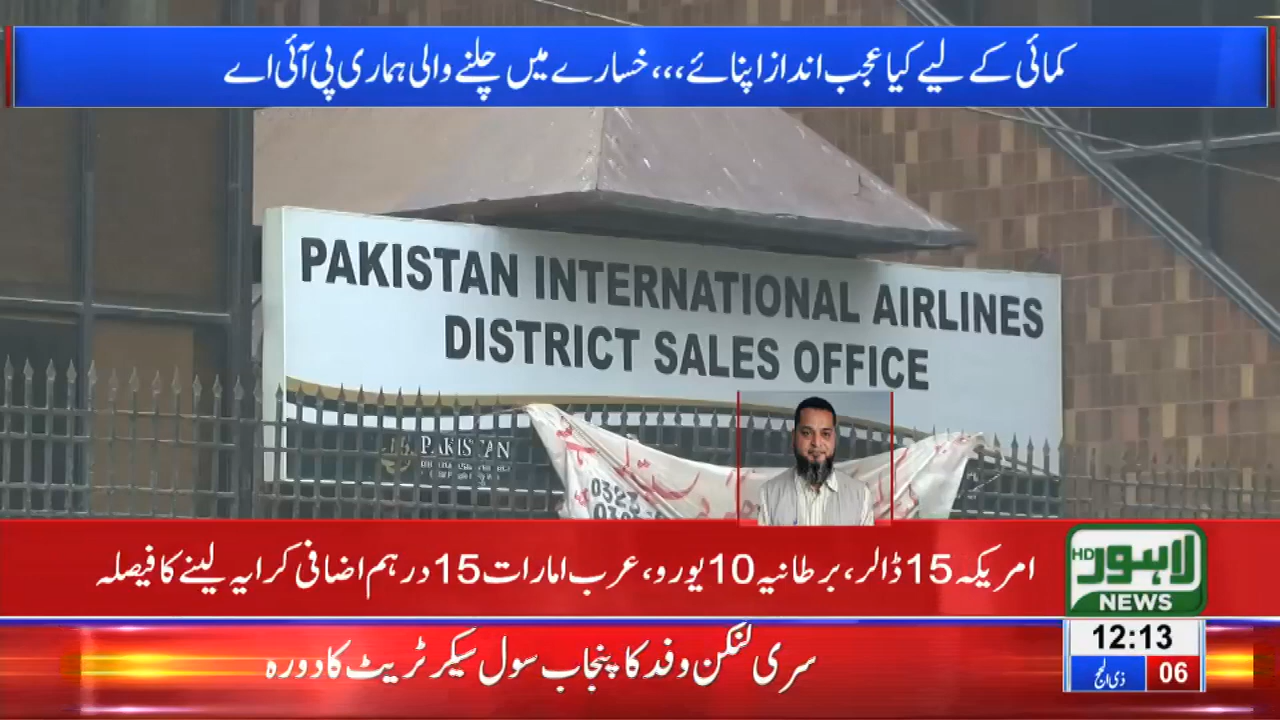 کمائی کے لیے کیا عجب انداز اپنائے،،،خسارے میں چلنے والی ہماری پی آئی اے
PAKISTAN INTERNATIONAL AIRLINES
DISTRICT SALES OFFICE
PAKISTAN
0323
امریکہ 15 ڈالر، برطانیہ 10 یورو، عرب امارات 15 درہم اضافی کرایہ لینے کا فیصلہ
HD لاہور
NEWS
12:13
ذی الحج 06
سری لنکن وفد کا پنجاب سول سیکرٹریٹ کا دورہ